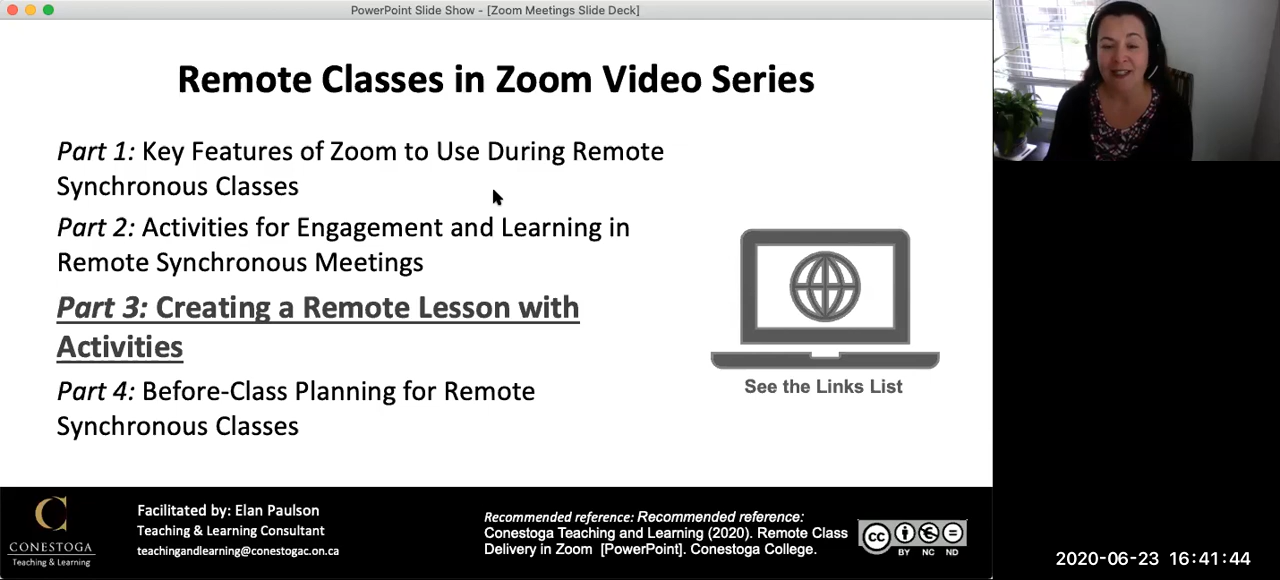 PowerPoint Slide Show - [Zoom Meetings Slide Deck]
Remote Classes in Zoom Video Series
Part 1: Key Features of Zoom to Use During Remote
Synchronous Classes
Part 2: Activities for Engagement and Learning in
Remote Synchronous Meetings
Part 3: Creating a Remote Lesson with
Activities
Part 4: Before-Class Planning for Remote
Synchronous Classes
See the Links List
C
CONESTOGA
Teaching & Learning
Facilitated by: Elan Paulson
Teaching & Learning Consultant
teachingandlearning@conestogac.on.ca
Recommended reference: Recommended reference:
Conestoga Teaching and Learning (2020). Remote Class
Delivery in Zoom [PowerPoint]. Conestoga College.
cc
BY NC ND
2020-06-23 16:41:44